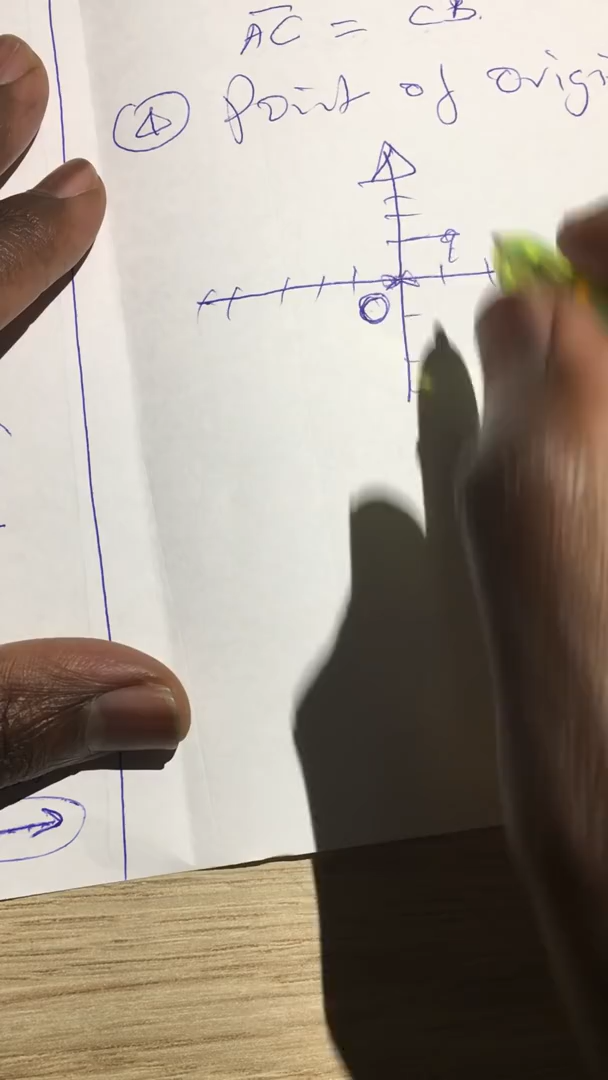 AC = CB.
④ Point of origi
O